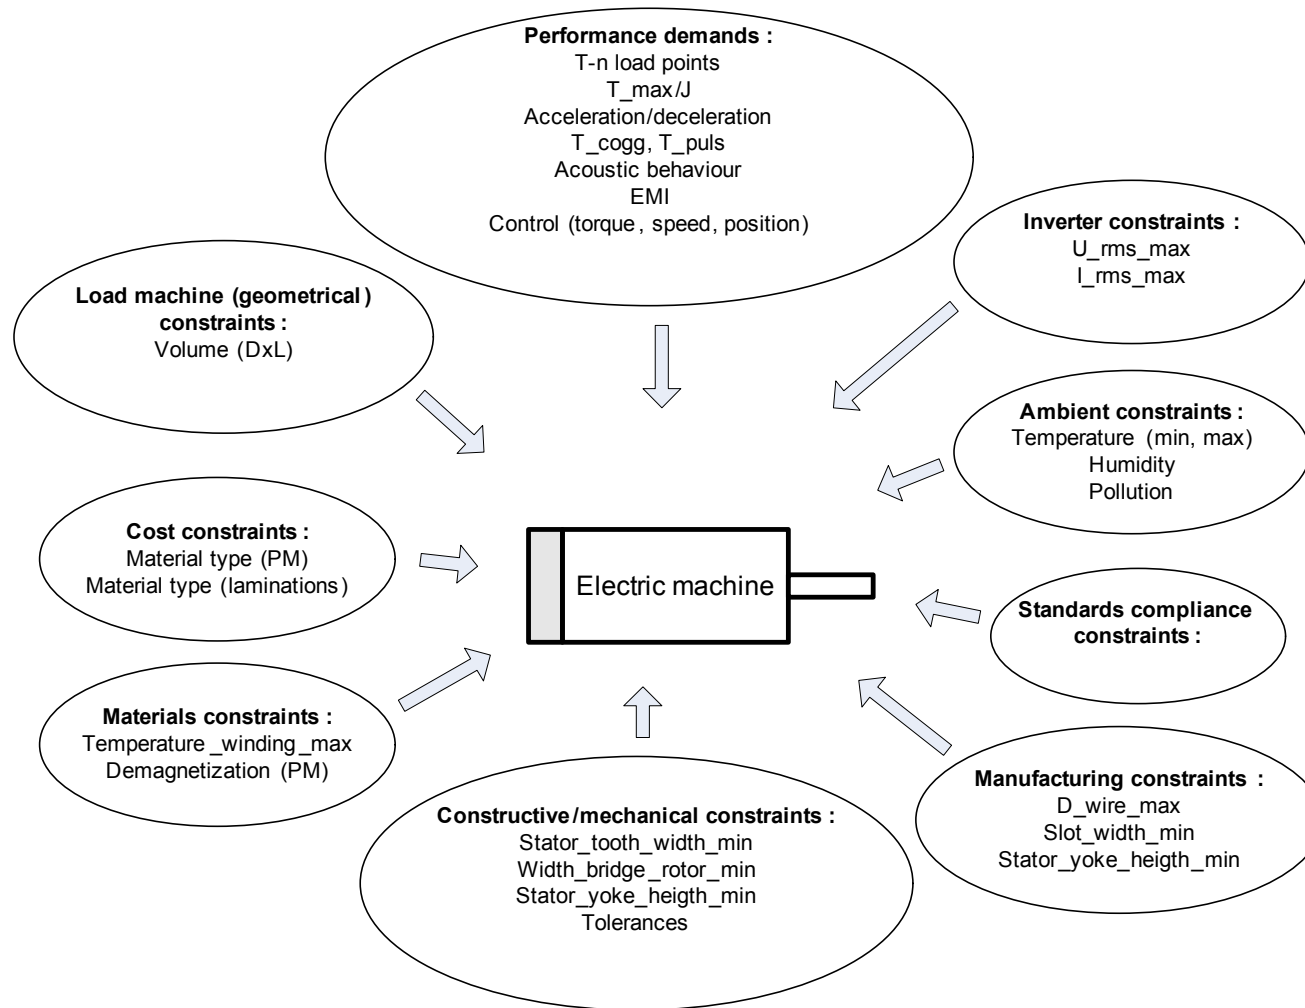 Performance demands :
T-n load points
T_max/J
Acceleration/deceleration
T_cogg, T_puls
Acoustic behaviour
EMI
Control (torque, speed, position)
Inverter constraints :
U_rms_max
I_rms_max
Load machine (geometrical)
constraints :
Volume (DxL)
Ambient constraints :
Temperature (min, max)
Humidity
Pollution
Cost constraints :
Material type (PM)
Material type (laminations)
Electric machine
Standards compliance
constraints :
Materials constraints :
Temperature_winding_max
Demagnetization (PM)
Manufacturing constraints :
D_wire_max
Slot_width_min
Stator_yoke_heigth_min
Constructive/mechanical constraints :
Stator_tooth_width_min
Width_bridge_rotor_min
Stator_yoke_heigth_min
Tolerances